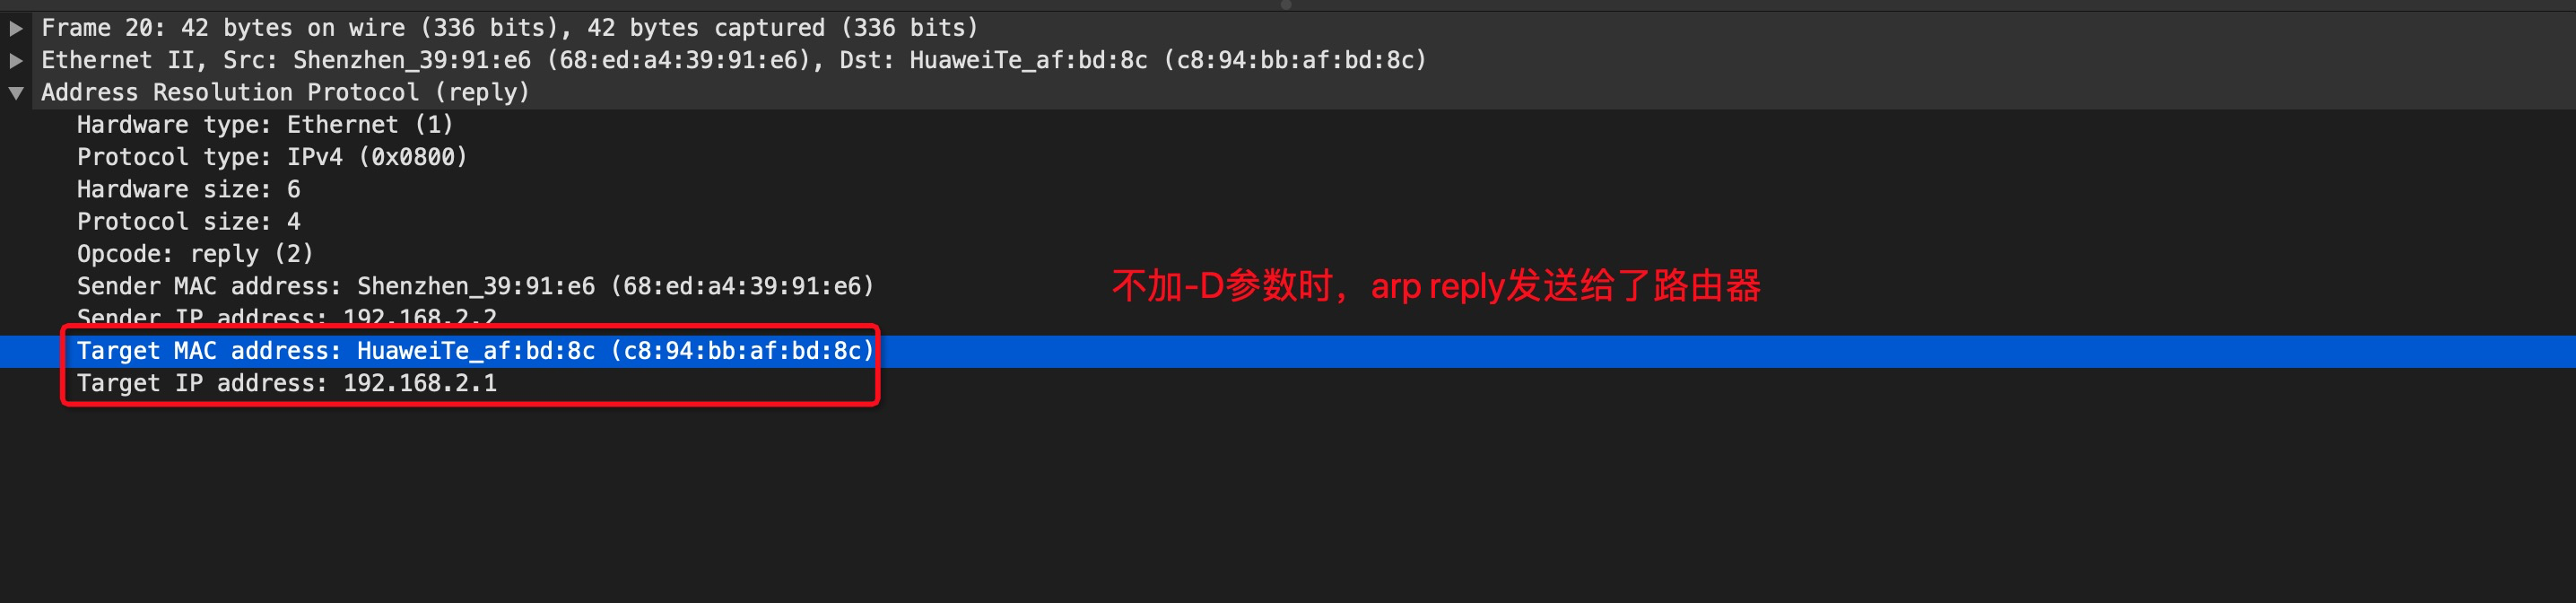 Frame 20: 42 bytes on wire (336 bits), 42 bytes captured (336 bits)
Ethernet II, Src: Shenzhen_39:91:e6 (68:ed:a4:39:91:e6), Dst: HuaweiTe_af:bd:8c (c8:94:bb:af:bd:8c)
Address Resolution Protocol (reply)
Hardware type: Ethernet (1)
Protocol type: IPv4 (0x0800)
Hardware size: 6
Protocol size: 4
Opcode: reply (2)
Sender MAC address: Shenzhen_39:91:e6 (68:ed:a4:39:91:e6)
不加-D参数时，arp reply发送给了路由器
Sender IP address: 192.168.2.2
Target MAC address: HuaweiTe_af:bd:8c (c8:94:bb:af:bd:8c)
Target IP address: 192.168.2.1